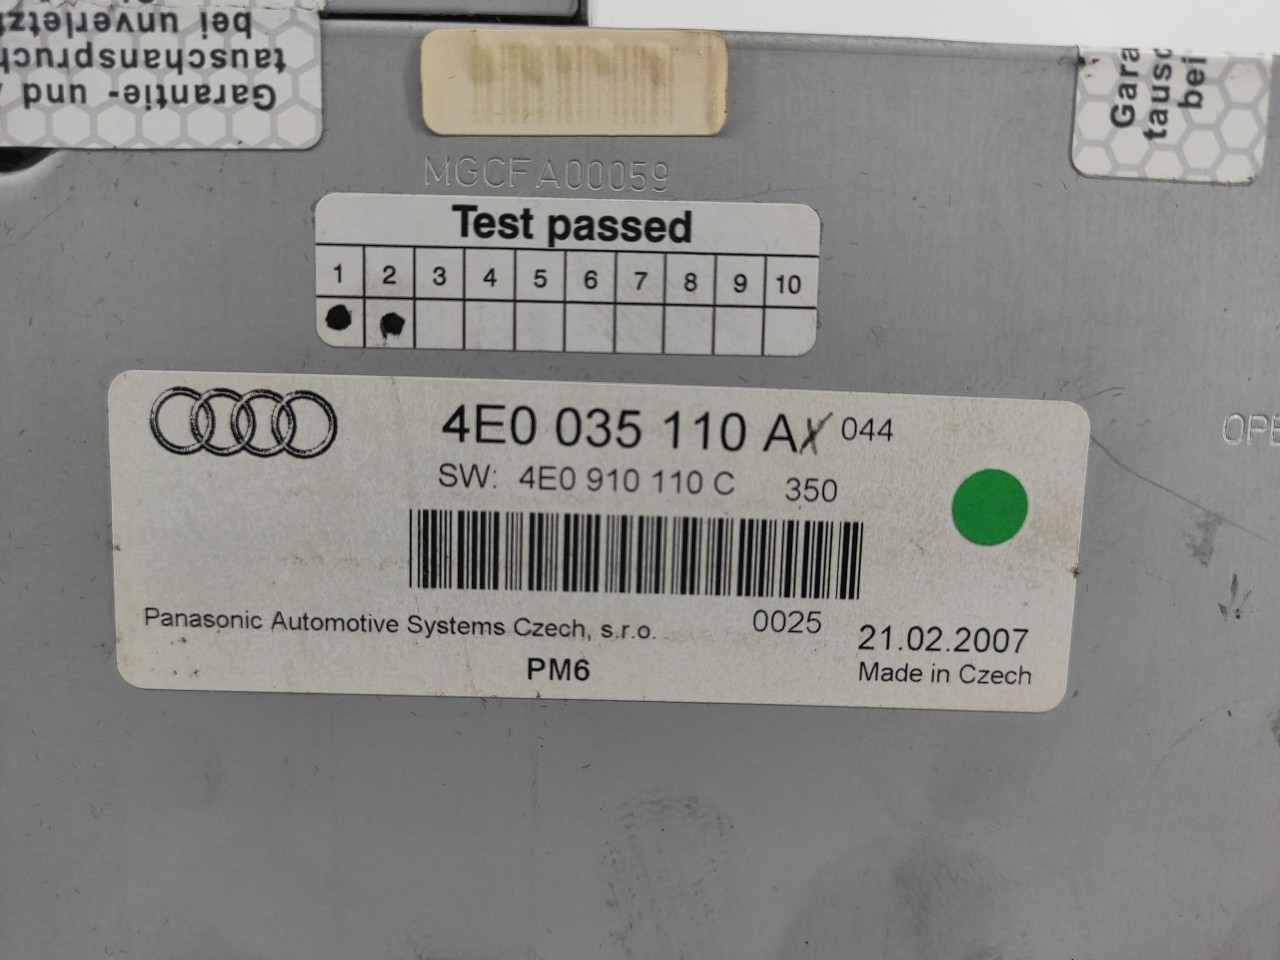 Garantie- und
tauschanspruch
bei unverletzt
Gara
tausc
bei
MGCFA00059
Test passed
1 2 3 4 5 6 7 8 9 10
4E0 035 110 AX 044
SW: 4E0 910 110 C 350
OPE
0025
Panasonic Automotive Systems Czech, s.r.o.
21.02.2007
PM6
Made in Czech